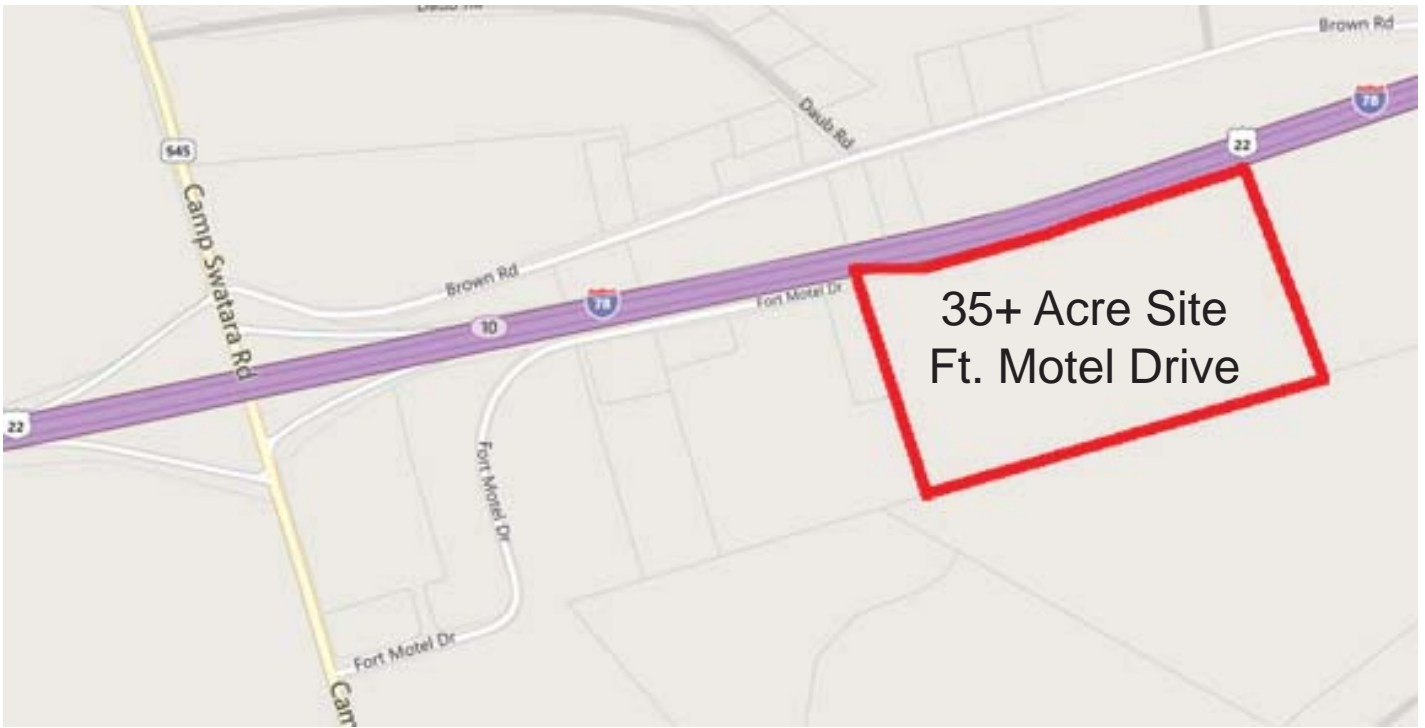 Brown Rd
78
Daub Rd
22
545
Camp Swatara Rd
Brown Rd
78
Fort Motel Dr
10
35+ Acre Site
Ft. Motel Drive
22
Fort Motel Dr
Fort Motel Dr